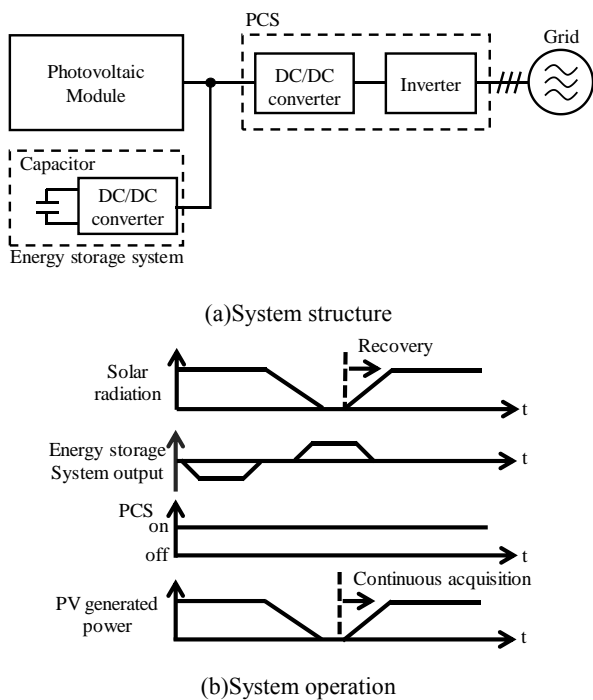 PCS
Grid
Photovoltaic
Module
DC/DC
converter
Inverter
Capacitor
DC/DC
converter
Energy storage system
(a)System structure
Recovery
Solar
radiation
t
Energy storage
System output
t
PCS
on
off
t
Continuous acquisition
PV generated
power
t
(b)System operation